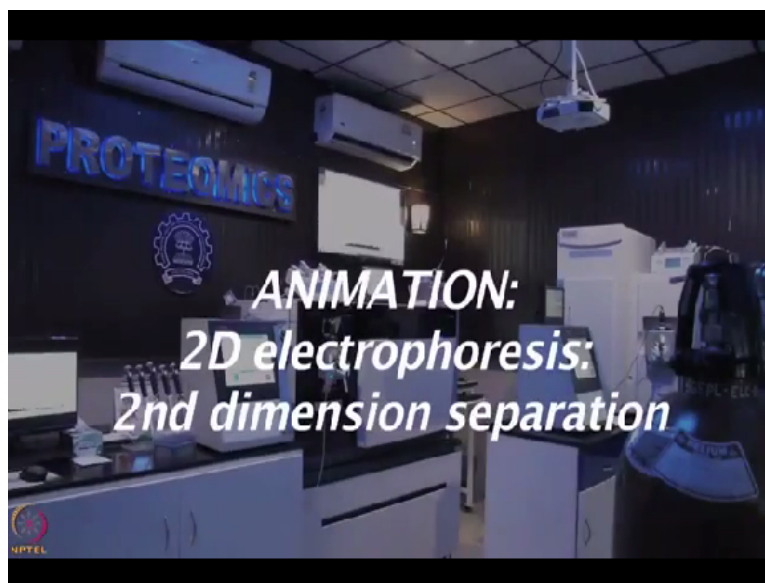 PROTEOMICS
ANIMATION:
2D electrophoresis:
2nd dimension separation
NPTEL